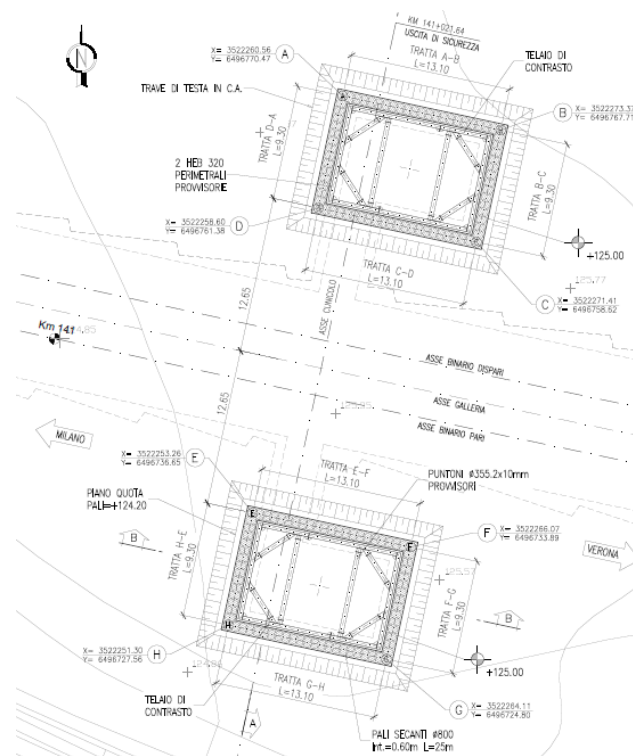 KM 141+021.64
USCITA DI SICUREZZA
TRATTA A-B
L=13.10
TELAIO DI
CONTRASTO
N
X= 3522260.56
Y= 6496770.47
A
TRAVE DI TESTA IN C.A.
B
X= 3522273.37
Y= 6496767.71
TRATTA D-A
L=9.30
TRATTA B-C
L=9.30
2 HEB 320
PERIMETRALI
PROVVISORIE
X= 3522258.60
Y= 6496761.38
D
+125.00
TRATTA C-D
L=13.10
125.77
C
X= 3522271.41
Y= 6496758.62
12.65
ASSE CUNICOLO
Km 141
ASSE BINARIO DISPARI
ASSE GALLERIA
ASSE BINARIO PARI
12.65
MILANO
X= 3522253.26
Y= 6496736.65
E
TRATTA E-F
L=13.10
PUNTONI ø355.2x10mm
PROVVISORI
PIANO QUOTA
PALI=+124.20
E
F
F
X= 3522266.07
Y= 6496733.89
B
VERONA
TRATTA H-E
L=9.30
TRATTA F-G
L=9.30
B
H
X= 3522251.30
Y= 6496727.56
H
+125.00
TRATTA G-H
L=13.10
G
X= 3522264.11
Y= 6496724.80
TELAIO DI
CONTRASTO
A
PALI SECANTI ø800
Int.=0.60m L=25m